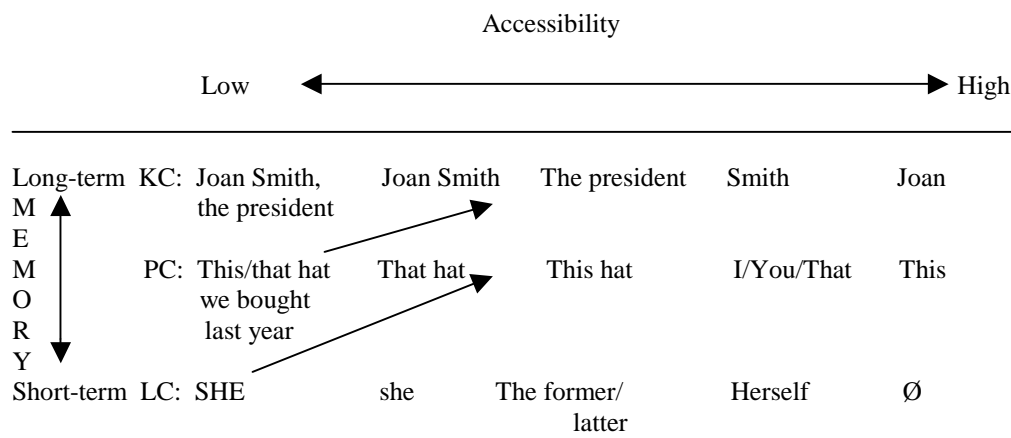 Accessibility
Low High
Long-term KC: Joan Smith, Joan Smith The president Smith Joan
M the president
E
M PC: This/that hat That hat This hat I/You/That This
O we bought
R last year
Y
Short-term LC: SHE she The former/ Herself Ø
latter